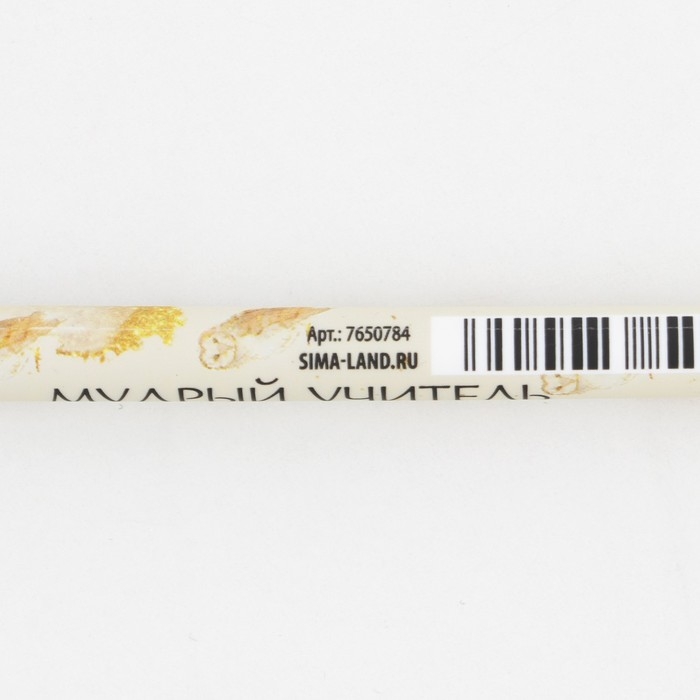 Арт.: 7650784
SIMA-LAND.RU
МУДРЫЙ УЧИТЕЛЬ